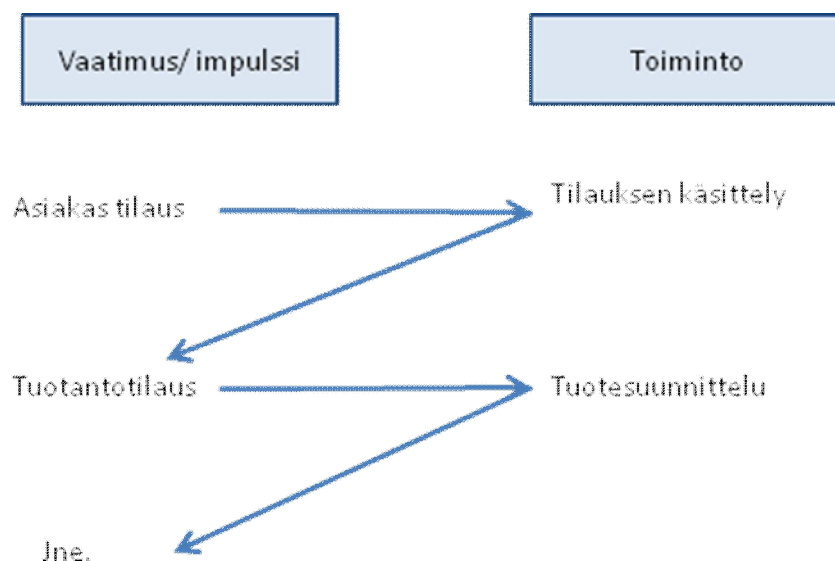 Vaatimus/ impulssi
Toiminto
Asiakas tilaus
Tilauksen käsittely
Tuotantotilaus
Tuotesuunnittelu
Jne.